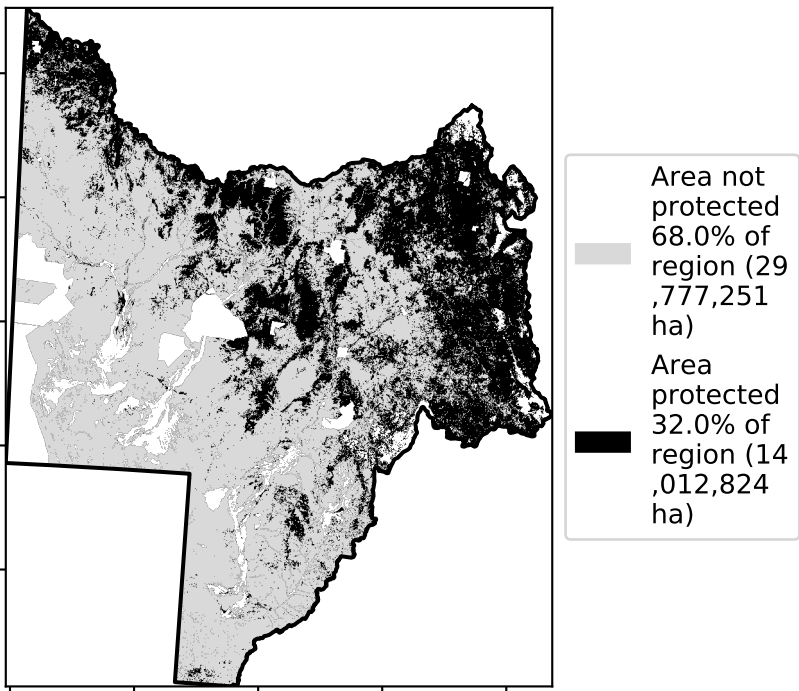 Area not
protected
68.0% of
region (29
,777,251
ha)
Area
protected
32.0% of
region (14
,012,824
ha)